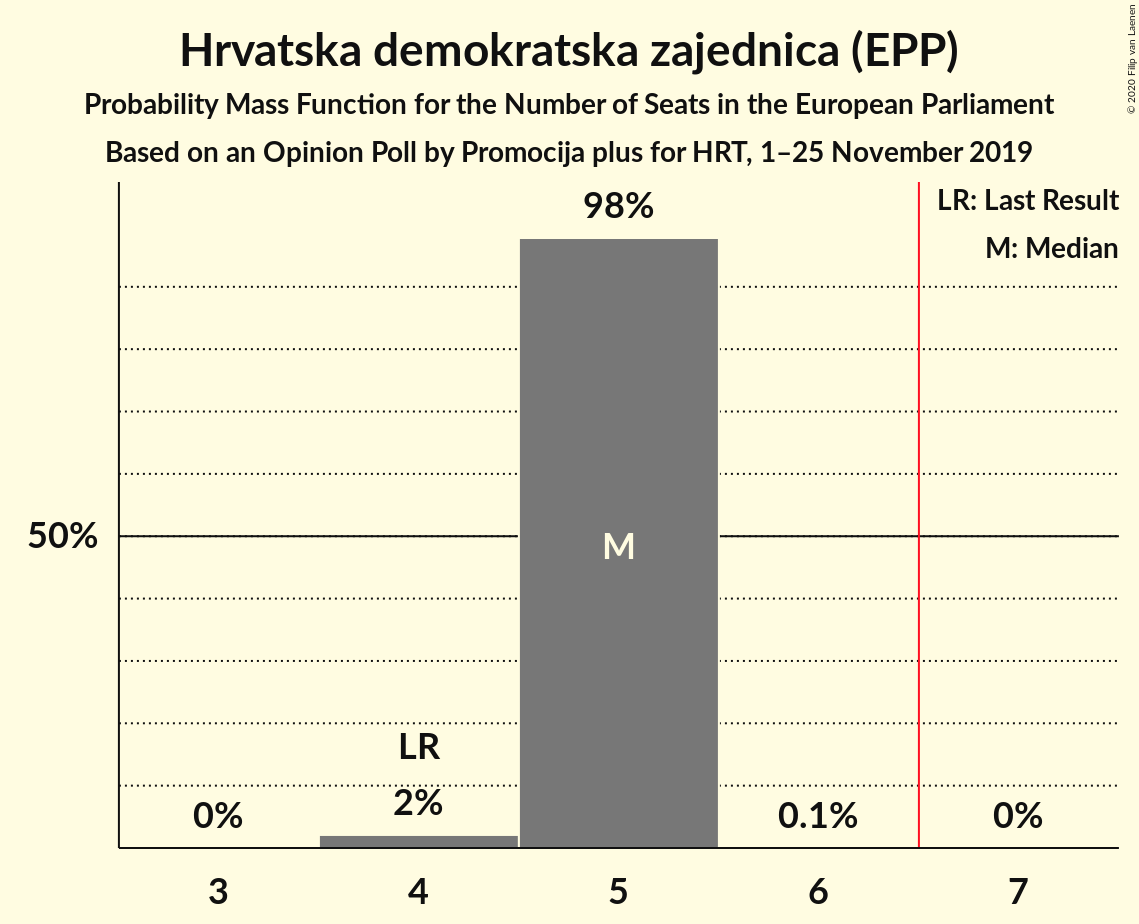 Hrvatska demokratska zajednica (EPP)
Probability Mass Function for the Number of Seats in the European Parliament
Based on an Opinion Poll by Promocija plus for HRT, 1–25 November 2019
© 2020 Filip van Laenen
LR: Last Result
M: Median
98%
50%
M
LR
0%
2%
0.1%
0%
3
4
5
6
7